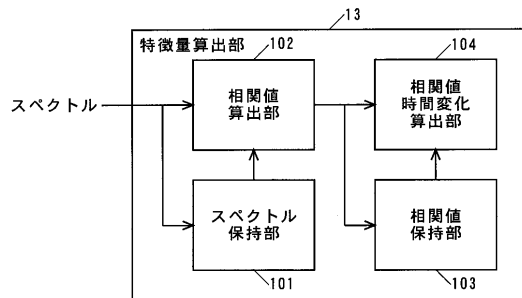 13
特徴量算出部
102
104
スペクトル
相関値
算出部
相関値
時間変化
算出部
スペクトル
保持部
相関値
保持部
101
103